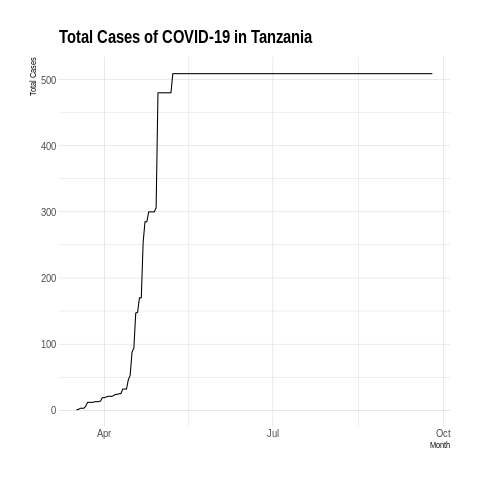 Total Cases of COVID-19 in Tanzania
Total Cases
500
400
300
200
100
0
Apr
Jul
Oct
Month